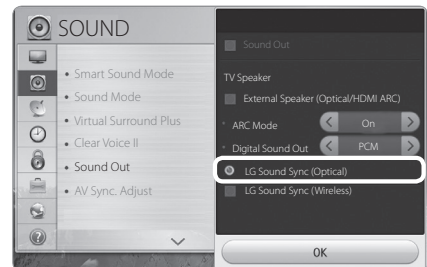 SOUND
• Smart Sound Mode
• Sound Mode
• Virtual Surround Plus
• Clear Voice II
• Sound Out
• AV Sync. Adjust
?
Sound Out
TV Speaker
External Speaker (Optical/HDMI ARC)
• ARC Mode < On >
• Digital Sound Out < PCM >
LG Sound Sync (Optical)
LG Sound Sync (Wireless)
OK